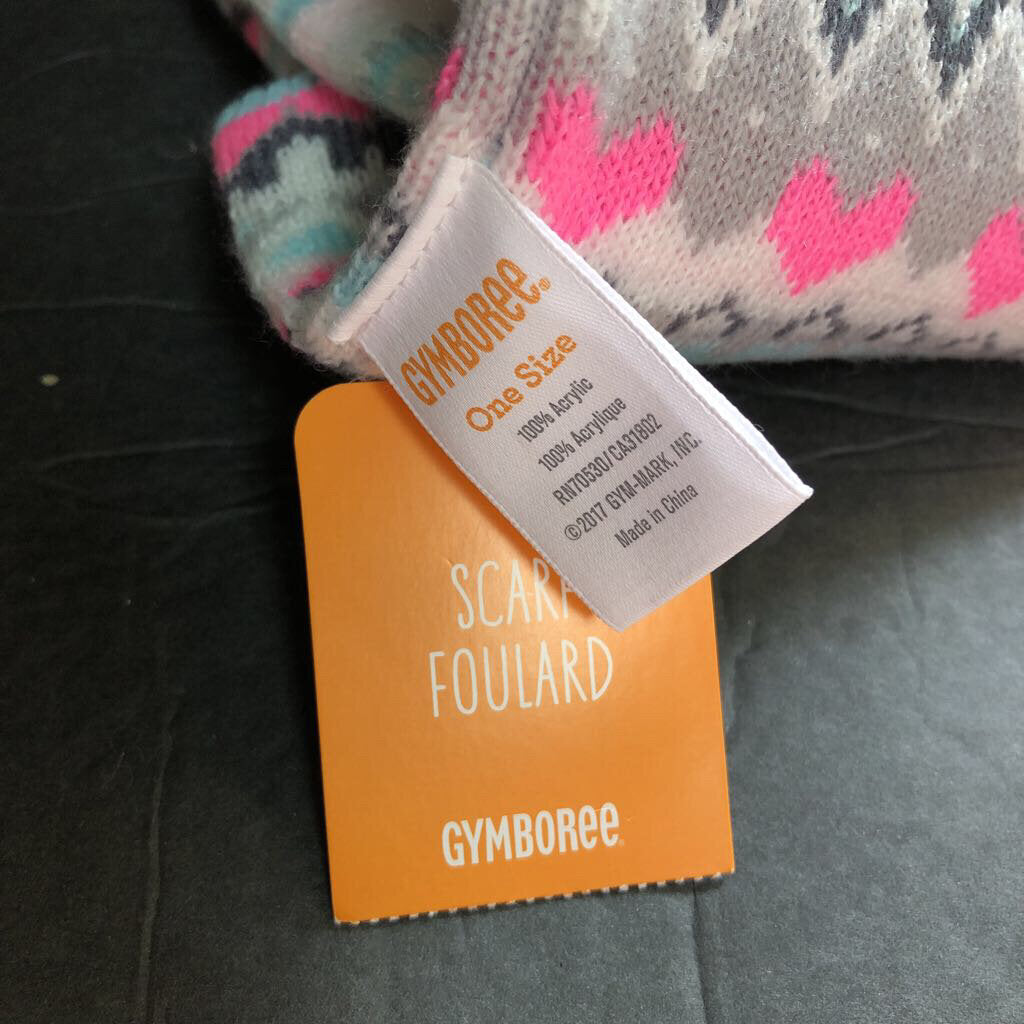 GYMBOREE®
One Size
100% Acrylic
100% Acrylique
RN70530/CA31802
©2017 GYM-MARK, INC.
Made in China
SCARF
FOULARD
GYMBOREE